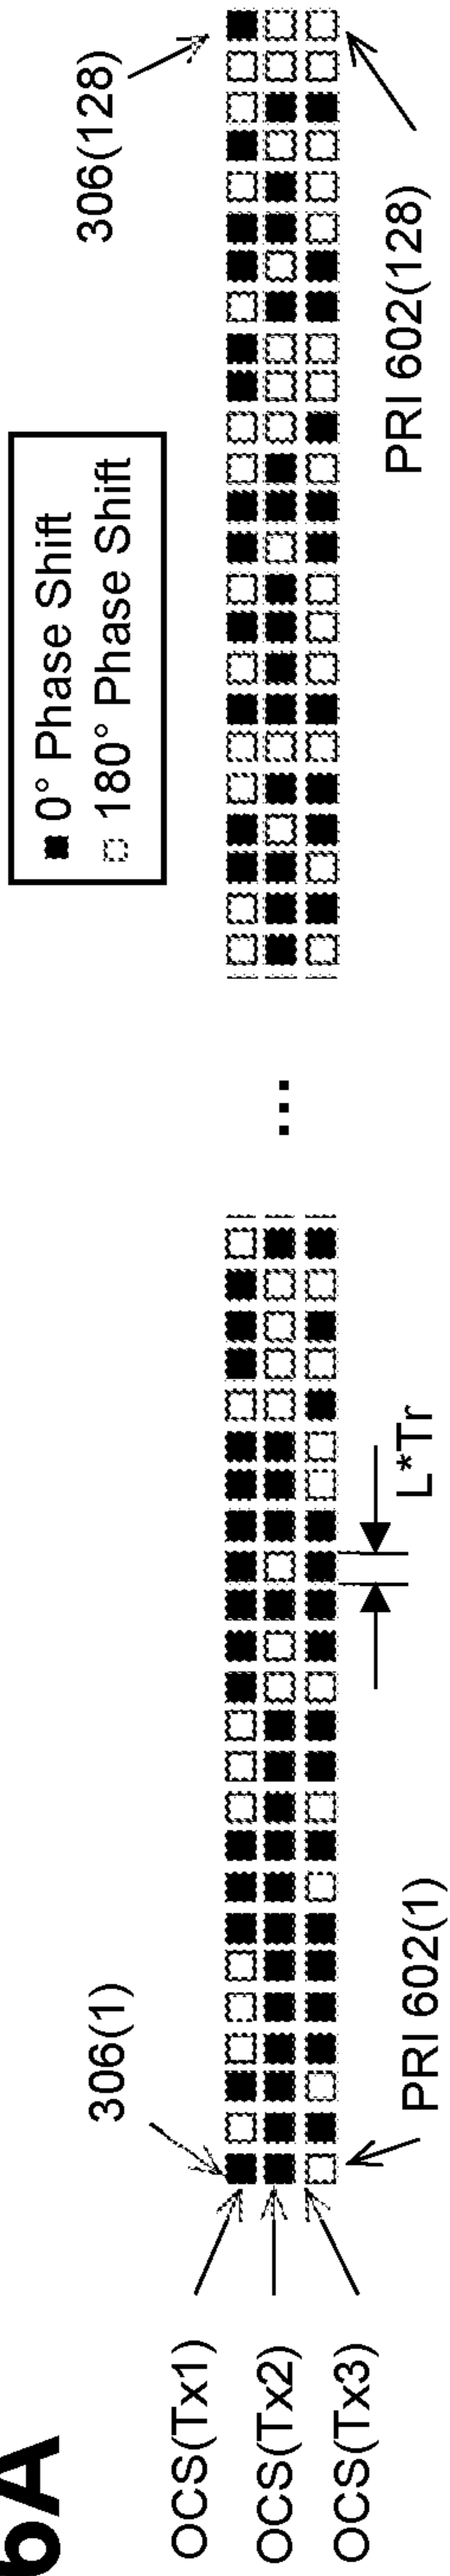 6A
0° Phase Shift
180° Phase Shift
306(1)
306(128)
OCS(Tx1)
OCS(Tx2)
OCS(Tx3)
...
PRI 602(1)
L*Tr
PRI 602(128)